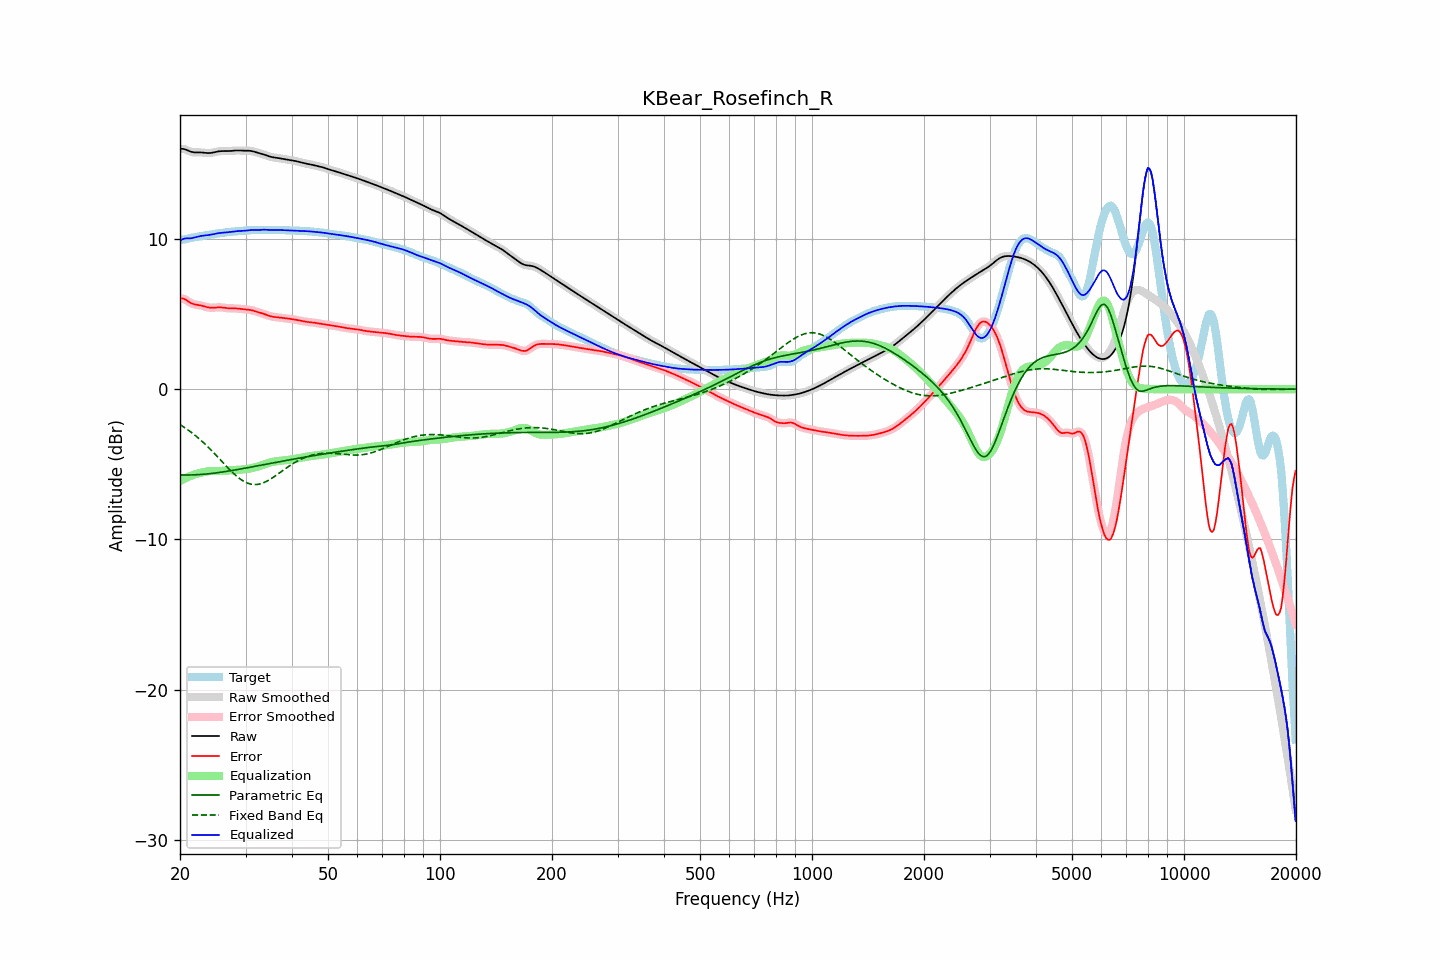 KBear_Rosefinch_R
10
0
−10
−20
−30
Amplitude (dBr)
Target
Raw Smoothed
Error Smoothed
Raw
Error
Equalization
Parametric Eq
Fixed Band Eq
Equalized
20 50 100 200 500 1000 2000 5000 10000 20000
Frequency (Hz)